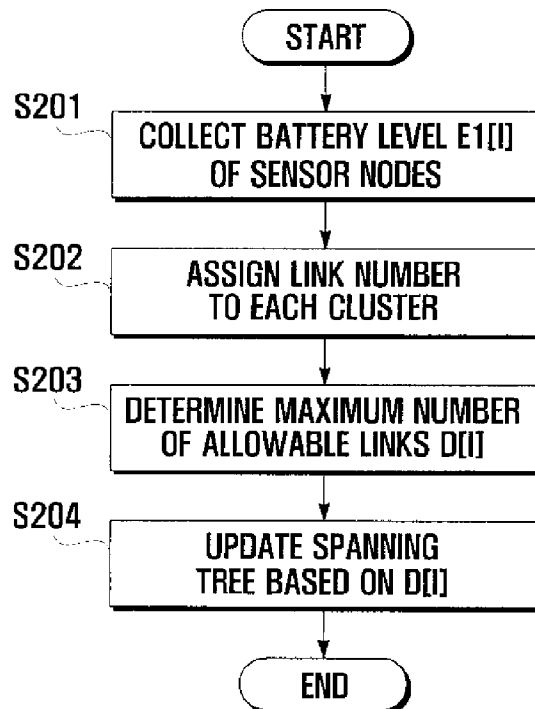 START
S201
COLLECT BATTERY LEVEL E1[I]
OF SENSOR NODES
S202
ASSIGN LINK NUMBER
TO EACH CLUSTER
S203
DETERMINE MAXIMUM NUMBER
OF ALLOWABLE LINKS D[I]
S204
UPDATE SPANNING
TREE BASED ON D[I]
END